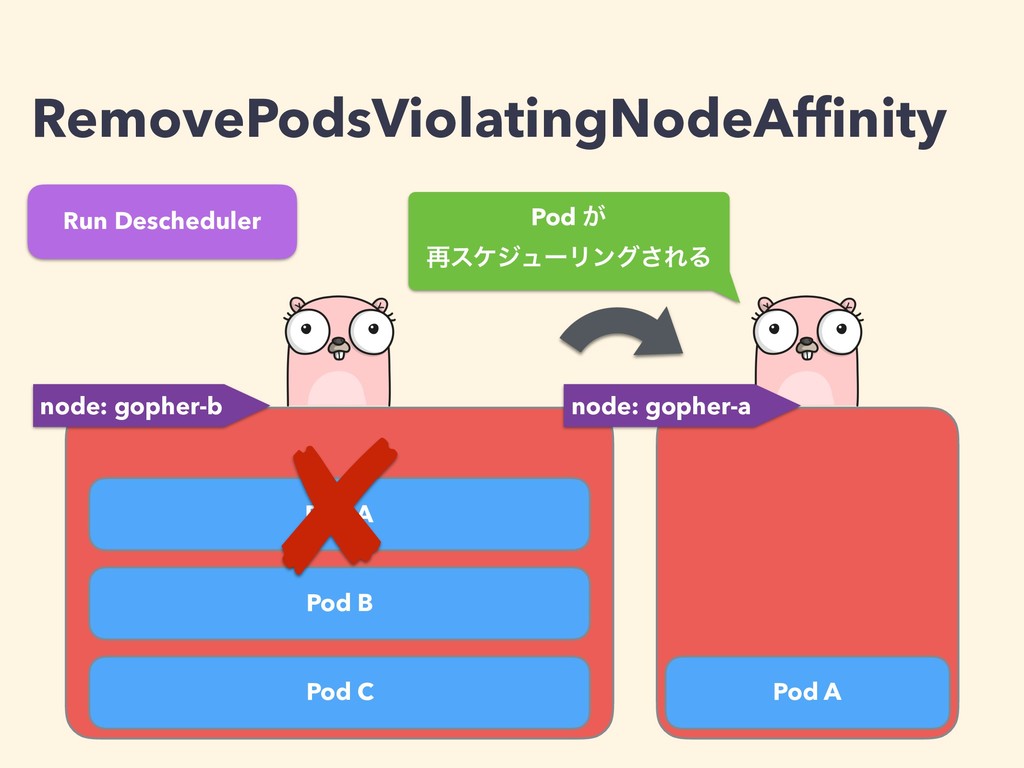 RemovePodsViolatingNodeAffinity
Run Descheduler
Pod が
再スケジューリングされる
node: gopher-b
node: gopher-a
A
Pod B
Pod C
Pod A